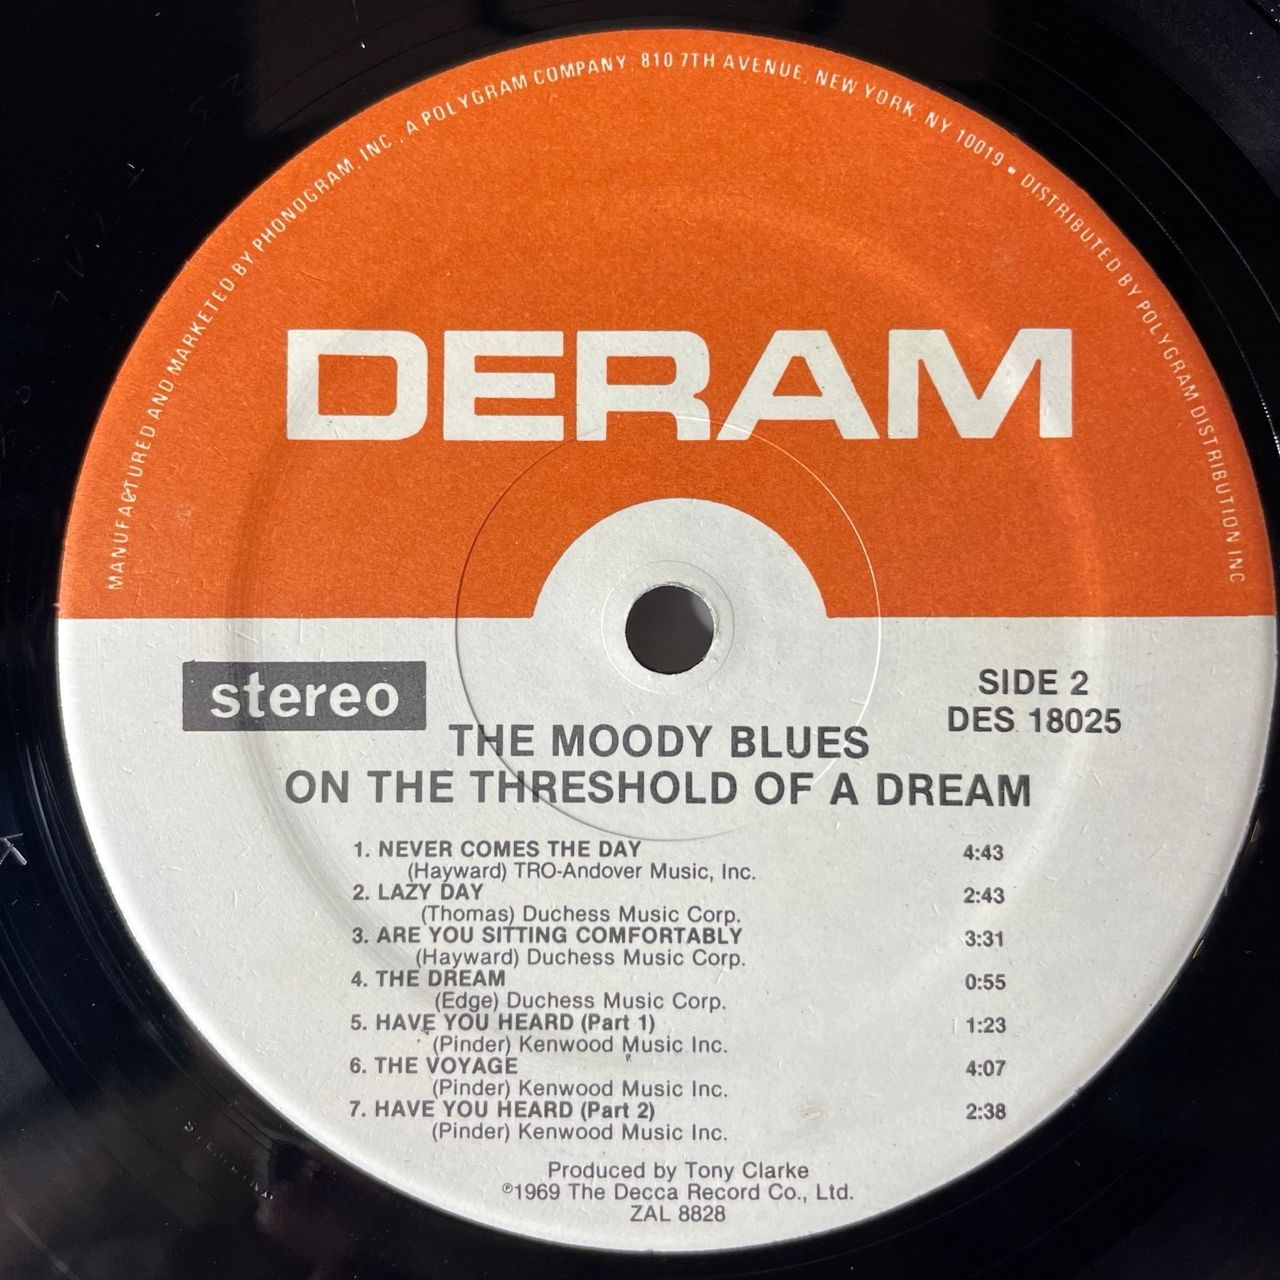 MANUFACTURED AND MARKETED BY PHONOGRAM, INC., A POLYGRAM COMPANY, 810 7TH AVENUE, NEW YORK, NY 10019 • DISTRIBUTED BY POLYGRAM DISTRIBUTION INC
DERAM
stereo
SIDE 2
DES 18025
THE MOODY BLUES
ON THE THRESHOLD OF A DREAM
1. NEVER COMES THE DAY 4:43
(Hayward) TRO-Andover Music, Inc.
2. LAZY DAY 2:43
(Thomas) Duchess Music Corp.
3. ARE YOU SITTING COMFORTABLY 3:31
(Hayward) Duchess Music Corp.
4. THE DREAM 0:55
(Edge) Duchess Music Corp.
5. HAVE YOU HEARD (Part 1) 1:23
(Pinder) Kenwood Music Inc.
6. THE VOYAGE 4:07
(Pinder) Kenwood Music Inc.
7. HAVE YOU HEARD (Part 2) 2:38
(Pinder) Kenwood Music Inc.
Produced by Tony Clarke
℗1969 The Decca Record Co., Ltd.
ZAL 8828